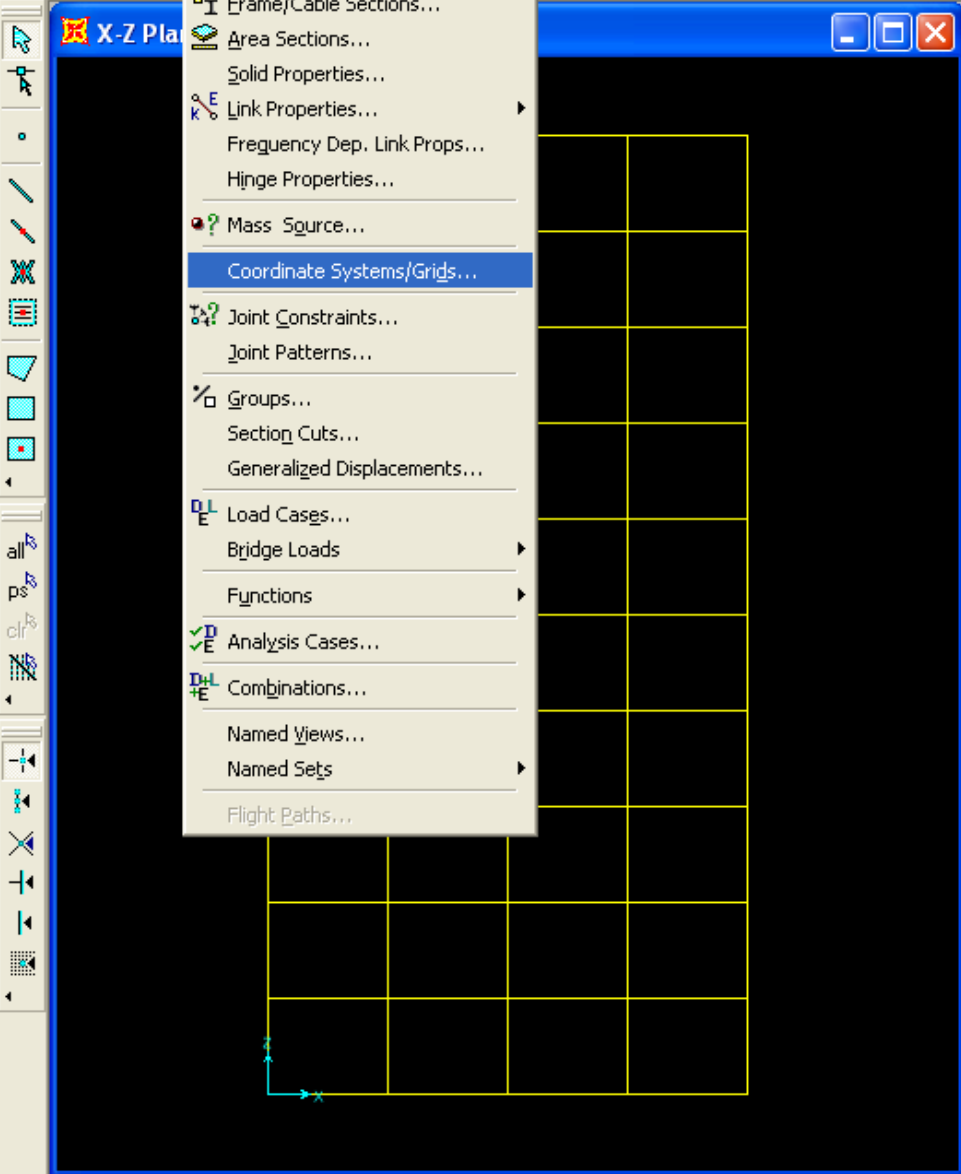 Frame/Cable Sections...
X-Z Pla
Area Sections...
Solid Properties...
E
K
Link Properties...
Frequency Dep. Link Props...
Hinge Properties...
? Mass Source...
Coordinate Systems/Grids...
? Joint Constraints...
Joint Patterns...
Groups...
Section Cuts...
Generalized Displacements...
D L
E
Load Cases...
Bridge Loads
all
ps
clr
Functions
D
E
Analysis Cases...
D+L
+E
Combinations...
Named Views...
Named Sets
Flight Paths...
Z
X